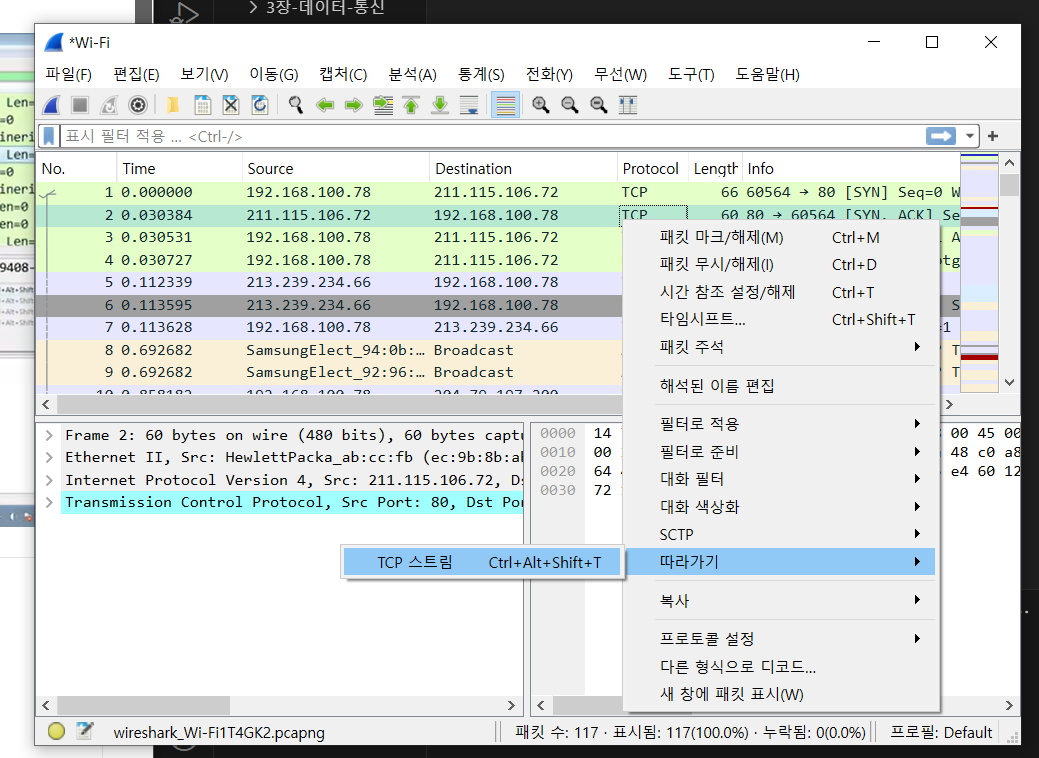 3장-데이터-통신
*Wi-Fi
파일(F) 편집(E) 보기(V) 이동(G) 캡처(C) 분석(A) 통계(S) 전화(Y) 무선(W) 도구(T) 도움말(H)
표시 필터 적용 ... <Ctrl-/>
No. Time Source Destination Protocol Length Info
1 0.000000 192.168.100.78 211.115.106.72 TCP 66 60564 → 80 [SYN] Seq=0 W
2 0.030384 211.115.106.72 192.168.100.78 TCP 60 80 → 60564 [SYN, ACK] Se
3 0.030531 192.168.100.78 211.115.106.72
4 0.030727 192.168.100.78 211.115.106.72
5 0.112339 213.239.234.66 192.168.100.78
6 0.113595 213.239.234.66 192.168.100.78
7 0.113628 192.168.100.78 213.239.234.66
8 0.692682 SamsungElect_94:0b:… Broadcast
9 0.692682 SamsungElect_92:96:… Broadcast
패킷 마크/해제(M) Ctrl+M
패킷 무시/해제(I) Ctrl+D
시간 참조 설정/해제 Ctrl+T
타임시프트... Ctrl+Shift+T
패킷 주석
해석된 이름 편집
필터로 적용
필터로 준비
대화 필터
대화 색상화
SCTP
따라가기
TCP 스트림 Ctrl+Alt+Shift+T
복사
프로토콜 설정
다른 형식으로 디코드...
새 창에 패킷 표시(W)
Frame 2: 60 bytes on wire (480 bits), 60 bytes captu
Ethernet II, Src: HewlettPacka_ab:cc:fb (ec:9b:8b:ab
Internet Protocol Version 4, Src: 211.115.106.72, Ds
Transmission Control Protocol, Src Port: 80, Dst Por
0000 14 00 45 00
0010 00 48 c0 a8
0020 64 e4 60 12
0030 72
wireshark_Wi-Fi1T4GK2.pcapng
패킷 수: 117 · 표시됨: 117(100.0%) · 누락됨: 0(0.0%)
프로필: Default